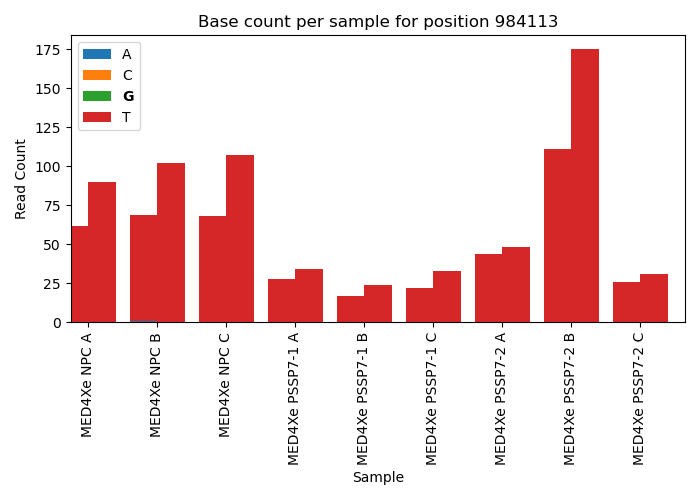 Base count per sample for position 984113
A
C
G
T
Read Count
175
150
125
100
75
50
25
0
MED4Xe NPC A
MED4Xe NPC B
MED4Xe NPC C
MED4Xe PSSP7-1 A
MED4Xe PSSP7-1 B
MED4Xe PSSP7-1 C
MED4Xe PSSP7-2 A
MED4Xe PSSP7-2 B
MED4Xe PSSP7-2 C
Sample